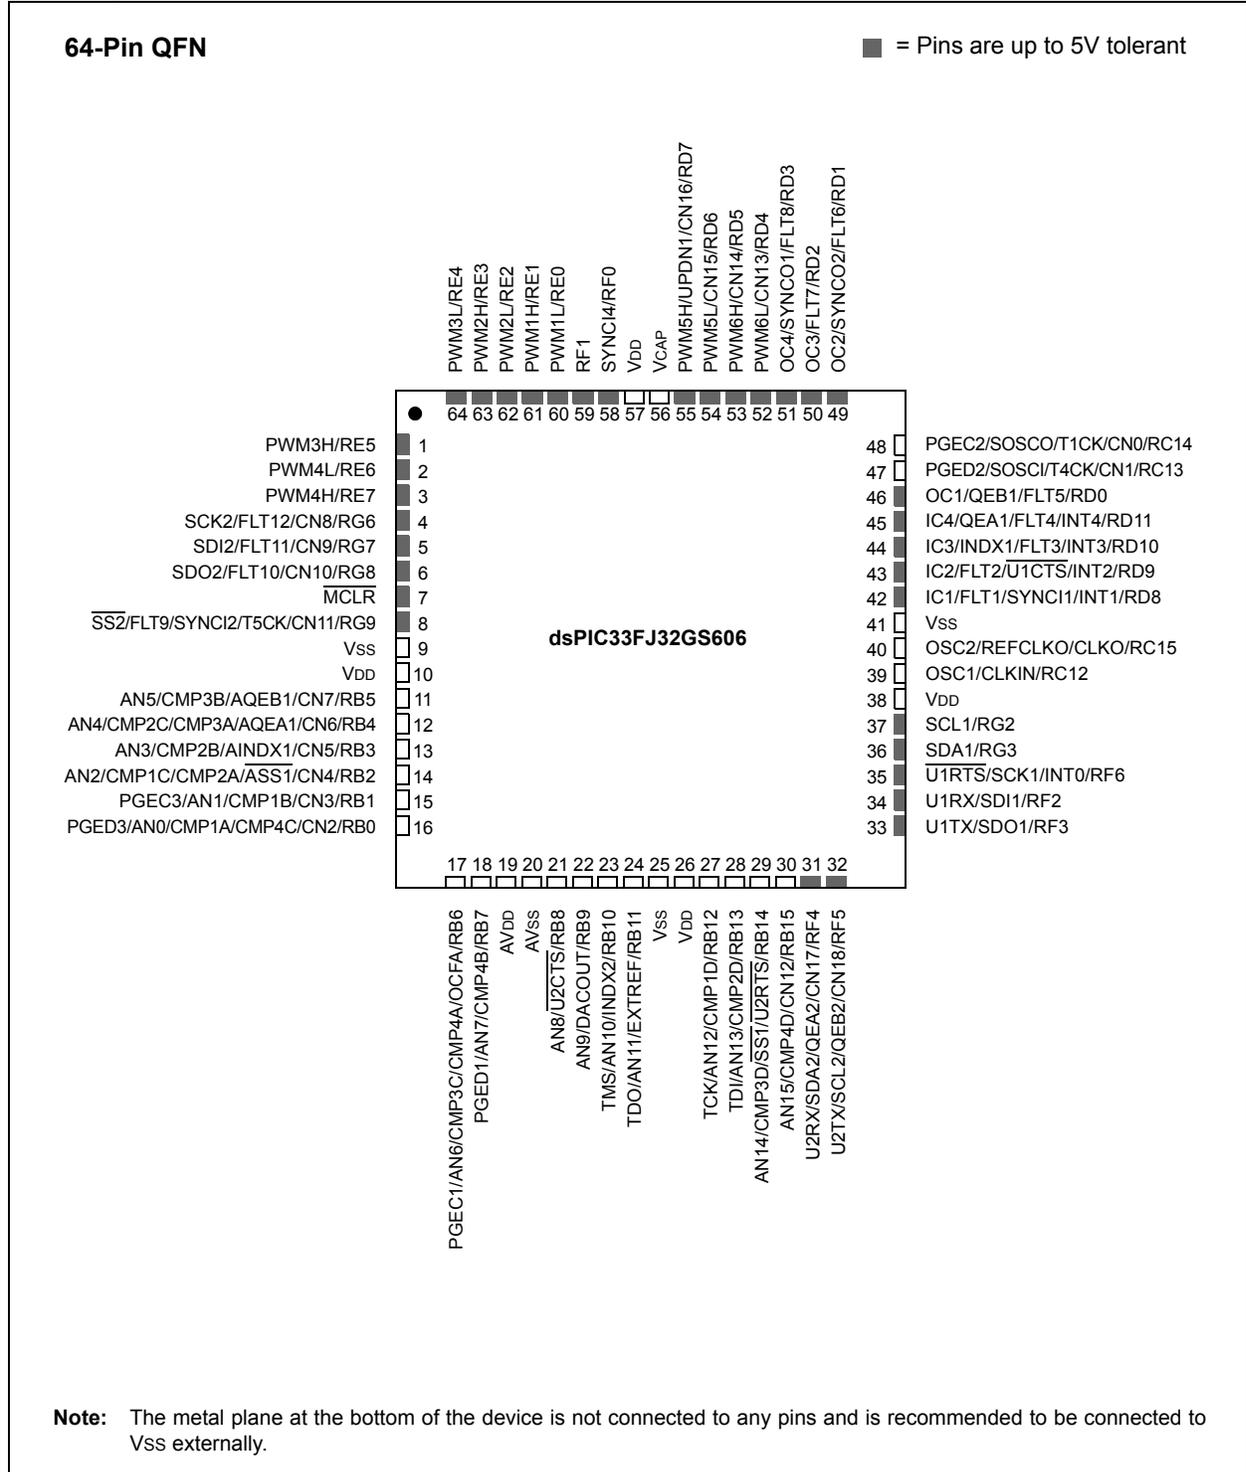 64-Pin QFN
= Pins are up to 5V tolerant
PWM3L/RE4
PWM2H/RE3
PWM2L/RE2
PWM1H/RE1
PWM1L/RE0
RF1
SYNCI4/RF0
VDD
VCAP
PWM5H/UPDN1/CN16/RD7
PWM5L/CN15/RD6
PWM6H/CN14/RD5
PWM6L/CN13/RD4
OC4/SYNCO1/FLT8/RD3
OC3/FLT7/RD2
OC2/SYNCO2/FLT6/RD1
64 63 62 61 60 59 58 57 56 55 54 53 52 51 50 49
PWM3H/RE5 1
PWM4L/RE6 2
PWM4H/RE7 3
SCK2/FLT12/CN8/RG6 4
SDI2/FLT11/CN9/RG7 5
SDO2/FLT10/CN10/RG8 6
MCLR 7
SS2/FLT9/SYNCI2/T5CK/CN11/RG9 8
VSS 9
VDD 10
AN5/CMP3B/AQEB1/CN7/RB5 11
AN4/CMP2C/CMP3A/AQEA1/CN6/RB4 12
AN3/CMP2B/AINDX1/CN5/RB3 13
AN2/CMP1C/CMP2A/ASS1/CN4/RB2 14
PGEC3/AN1/CMP1B/CN3/RB1 15
PGED3/AN0/CMP1A/CMP4C/CN2/RB0 16
dsPIC33FJ32GS606
48 PGEC2/SOSCO/T1CK/CN0/RC14
47 PGED2/SOSCI/T4CK/CN1/RC13
46 OC1/QEB1/FLT5/RD0
45 IC4/QEA1/FLT4/INT4/RD11
44 IC3/INDX1/FLT3/INT3/RD10
43 IC2/FLT2/U1CTS/INT2/RD9
42 IC1/FLT1/SYNCI1/INT1/RD8
41 VSS
40 OSC2/REFCLKO/CLKO/RC15
39 OSC1/CLKIN/RC12
38 VDD
37 SCL1/RG2
36 SDA1/RG3
35 U1RTS/SCK1/INT0/RF6
34 U1RX/SDI1/RF2
33 U1TX/SDO1/RF3
17 18 19 20 21 22 23 24 25 26 27 28 29 30 31 32
PGEC1/AN6/CMP3C/CMP4A/OCFA/RB6
PGED1/AN7/CMP4B/RB7
AVDD
AVSS
AN8/U2CTS/RB8
AN9/DACOUT/RB9
TMS/AN10/INDX2/RB10
TDO/AN11/EXTREF/RB11
VSS
VDD
TCK/AN12/CMP1D/RB12
TDI/AN13/CMP2D/RB13
AN14/CMP3D/SS1/U2RTS/RB14
AN15/CMP4D/CN12/RB15
U2RX/SDA2/QEA2/CN17/RF4
U2TX/SCL2/QEB2/CN18/RF5
Note: The metal plane at the bottom of the device is not connected to any pins and is recommended to be connected to
VSS externally.